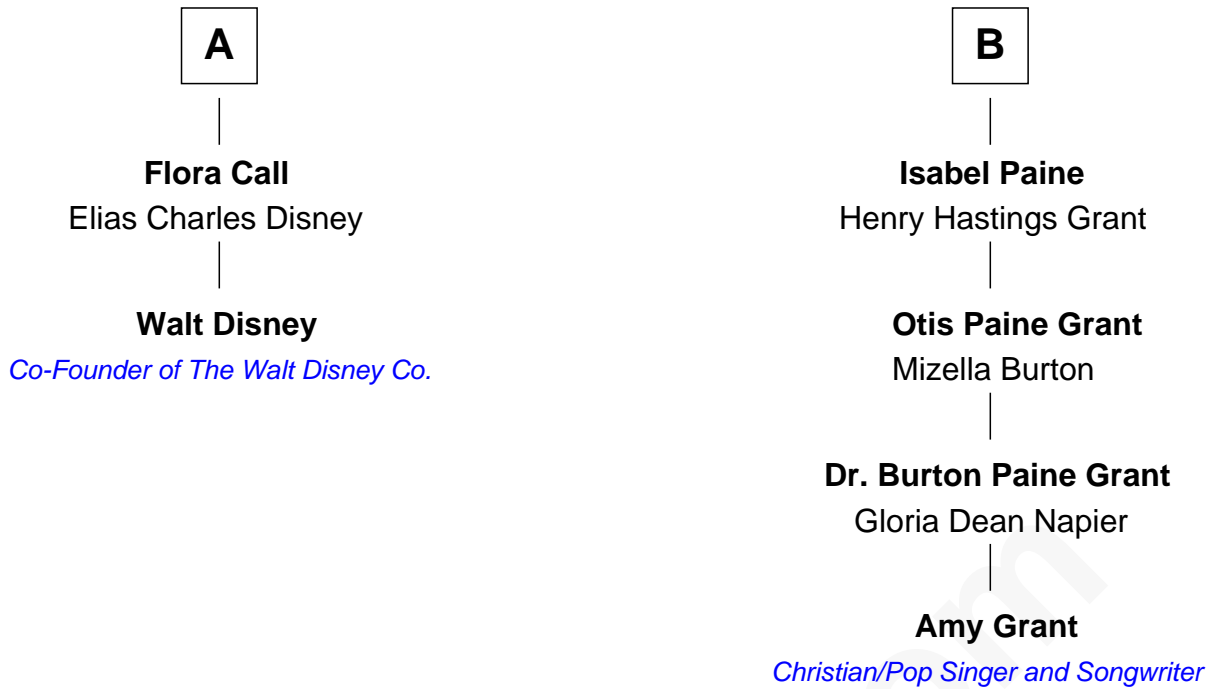 A
Flora Call
Elias Charles Disney
Walt Disney
Co-Founder of The Walt Disney Co.
B
Isabel Paine
Henry Hastings Grant
Otis Paine Grant
Mizella Burton
Dr. Burton Paine Grant
Gloria Dean Napier
Amy Grant
Christian/Pop Singer and Songwriter